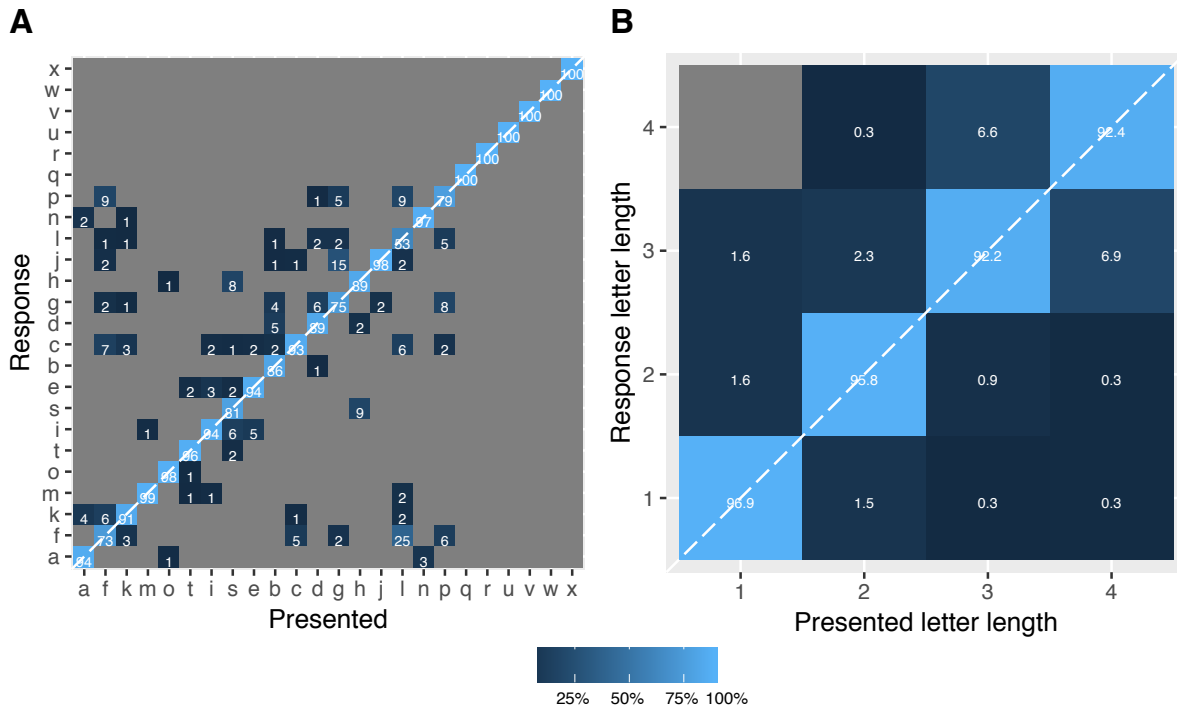 A
x 100
w 100
v 100
u 100
r 100
q 100
p 9 1 5 9 79
n 2 1 97
l 1 1 1 2 2 53 5
j 2 1 1 15 98 2
h 1 8 89
g 2 1 4 6 75 2 8
d 5 89 2
c 7 3 2 1 2 2 93 6 2
b 86 1
e 2 3 2 94
s 81 9
i 1 94 6 5
t 96 2
o 98 1
m 99 1 1 2
k 4 6 91 1 2
f 73 3 5 2 25 6
a 94 1 3
a f k m o t i s e b c d g h j l n p q r u v w x
Presented
Response
B
4 0.3 6.6 92.4
3 1.6 2.3 92.2 6.9
2 1.6 95.8 0.9 0.3
1 96.9 1.5 0.3 0.3
1 2 3 4
Presented letter length
Response letter length
25% 50% 75% 100%